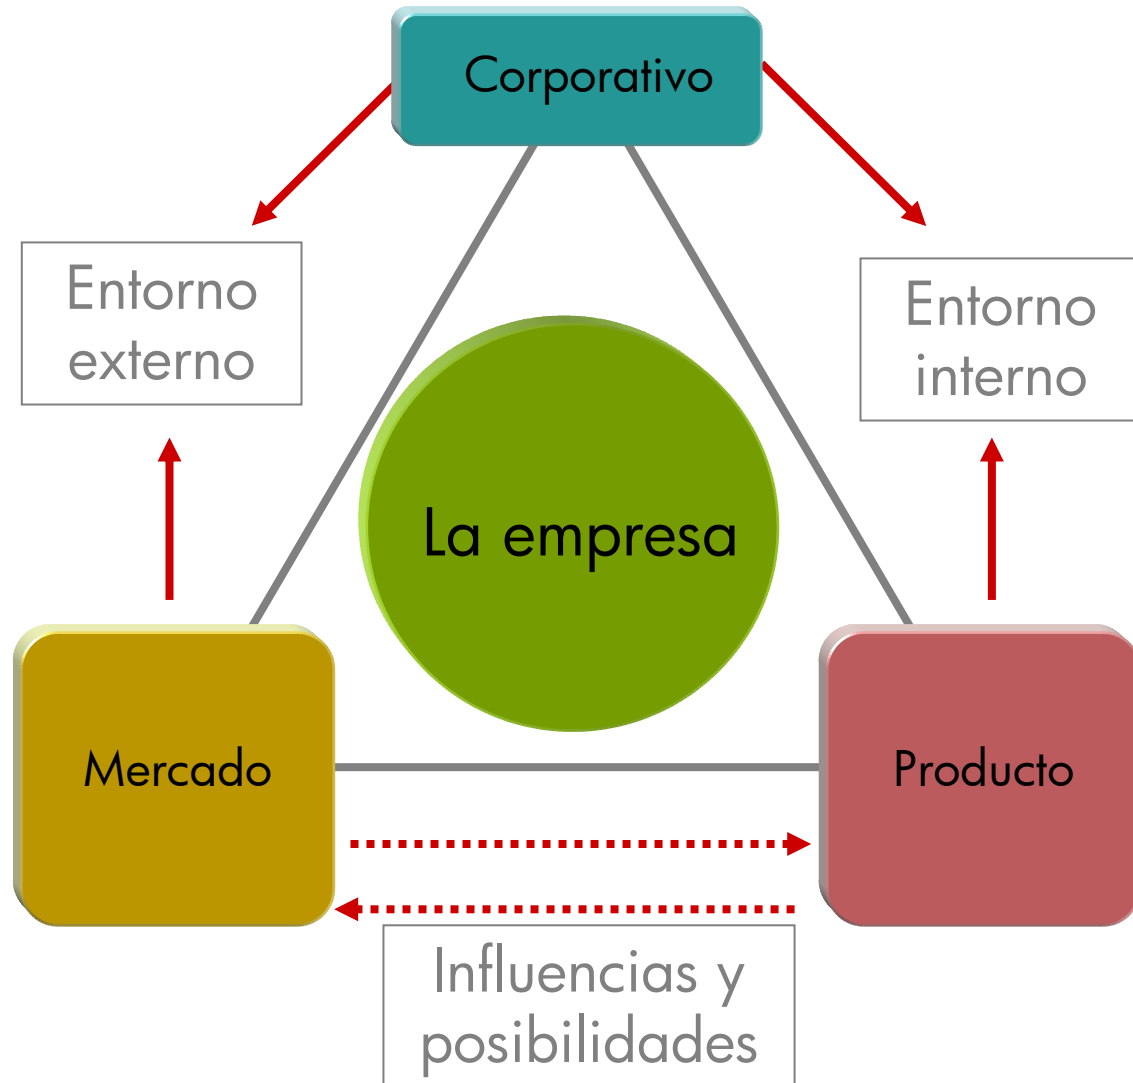 Corporativo
Entorno
externo
Entorno
interno
La empresa
Mercado
Producto
Influencias y
posibilidades